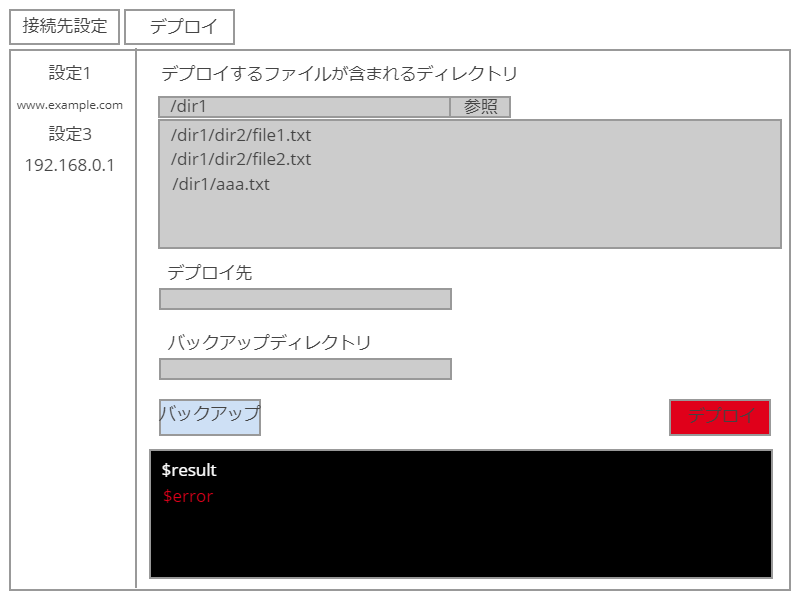 接続先設定
デプロイ
設定1
www.example.com
設定3
192.168.0.1
デプロイするファイルが含まれるディレクトリ
/dir1
参照
/dir1/dir2/file1.txt
/dir1/dir2/file2.txt
/dir1/aaa.txt
デプロイ先
バックアップディレクトリ
バックアップ
デプロイ
$result
$error